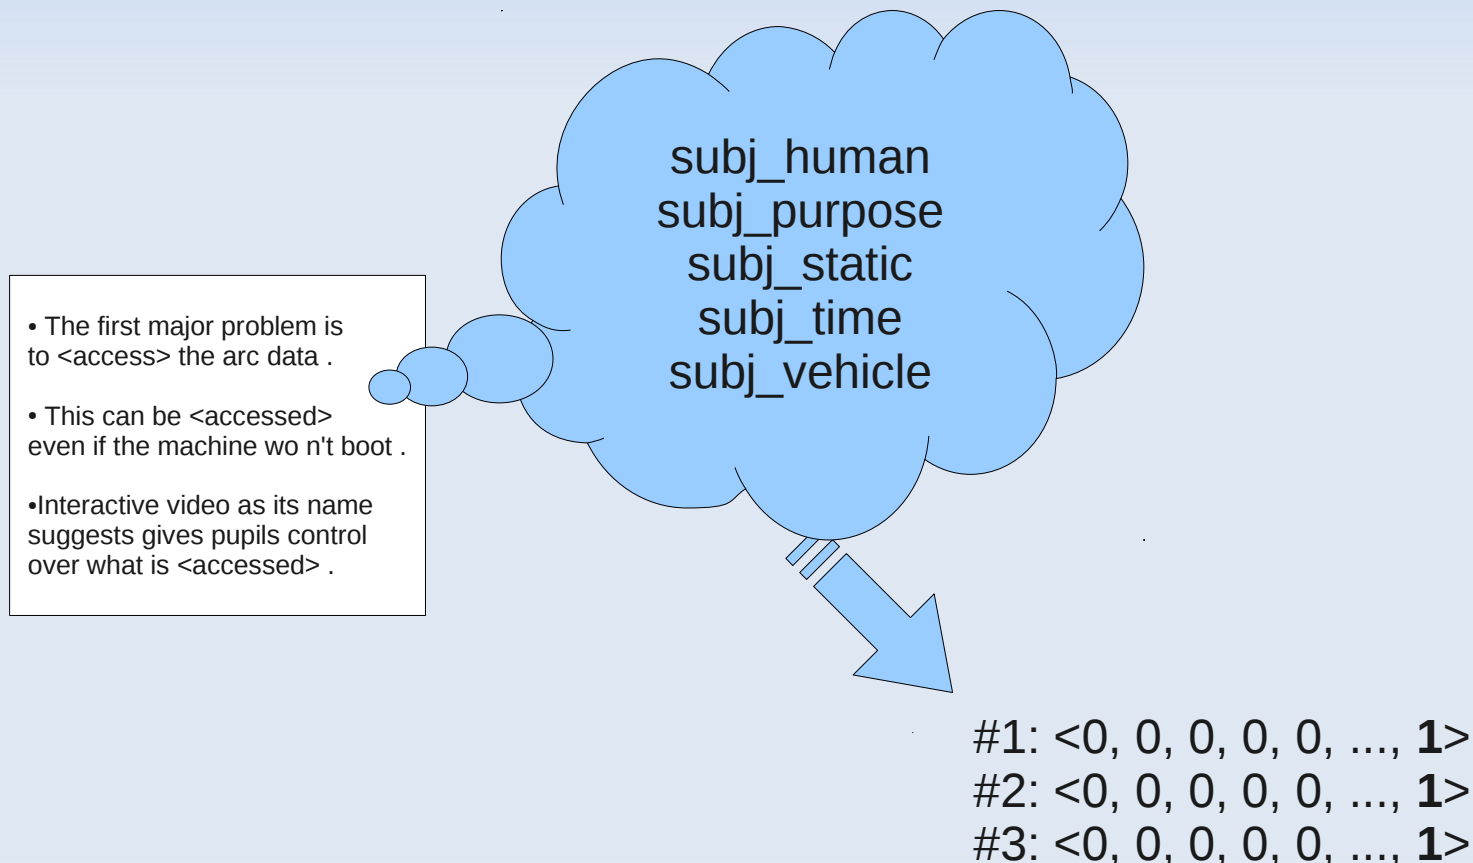 subj_human
subj_purpose
subj_static
subj_time
subj_vehicle
• The first major problem is
to <access> the arc data .
• This can be <accessed>
even if the machine wo n't boot .
•Interactive video as its name
suggests gives pupils control
over what is <accessed> .
#1: <0, 0, 0, 0, 0, ..., 1>
#2: <0, 0, 0, 0, 0, ..., 1>
#3: <0, 0, 0, 0, 0, ..., 1>